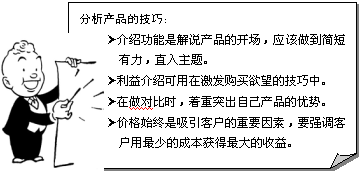 分析产品的技巧:
➢介绍功能是解说产品的开场，应该做到简短
有力，直入主题。
➢利益介绍可用在激发购买欲望的技巧中。
➢在做对比时，着重突出自己产品的优势。
➢价格始终是吸引客户的重要因素，要强调客
户用最少的成本获得最大的收益。